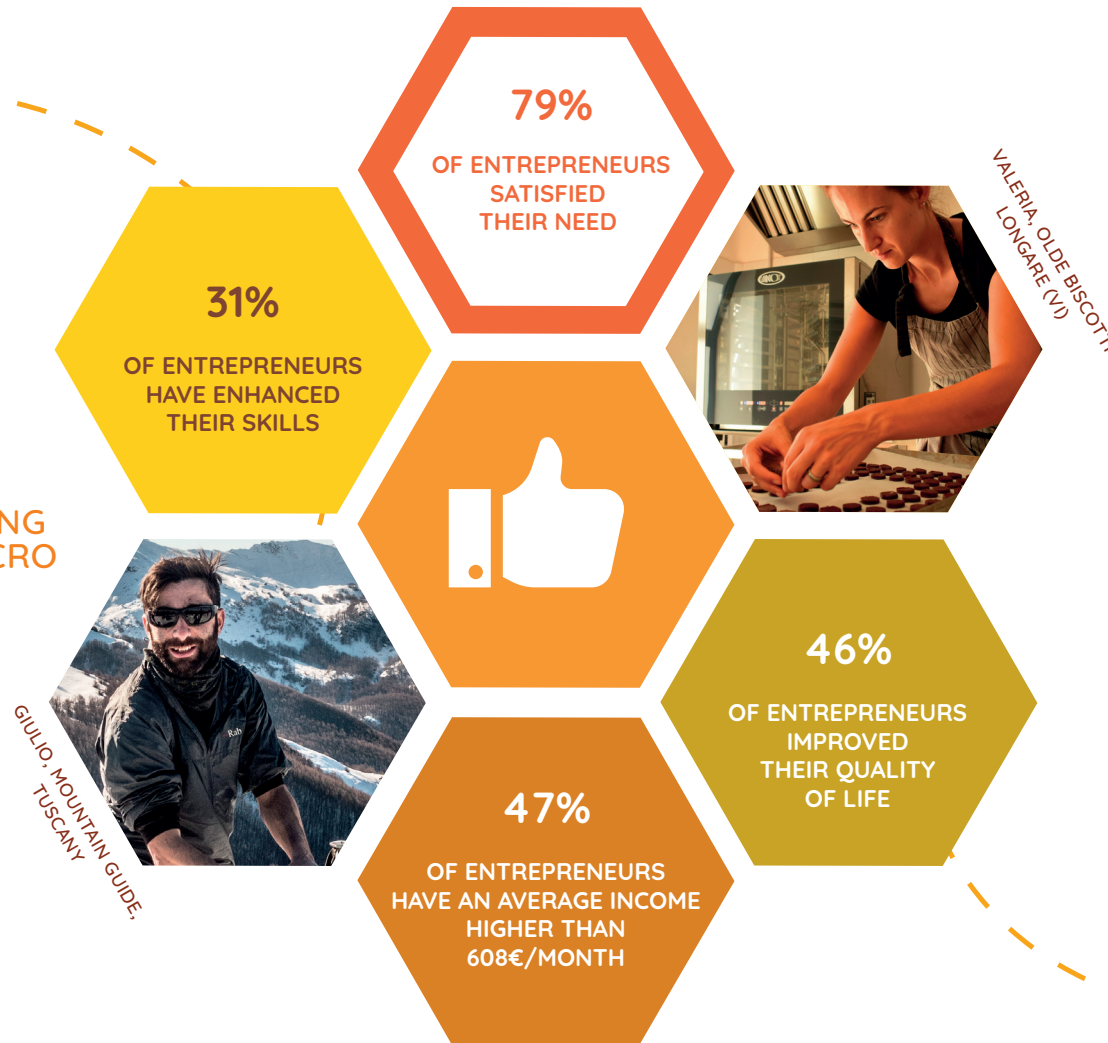 79%
OF ENTREPRENEURS
SATISFIED
THEIR NEED
VALERIA, OLDE BISCOTTI
LONGARE (VI)
31%
OF ENTREPRENEURS
HAVE ENHANCED
THEIR SKILLS
NG
CRO
GIULIO, MOUNTAIN GUIDE,
TUSCANY
Rab
46%
OF ENTREPRENEURS
IMPROVED
THEIR QUALITY
OF LIFE
47%
OF ENTREPRENEURS
HAVE AN AVERAGE INCOME
HIGHER THAN
608€/MONTH